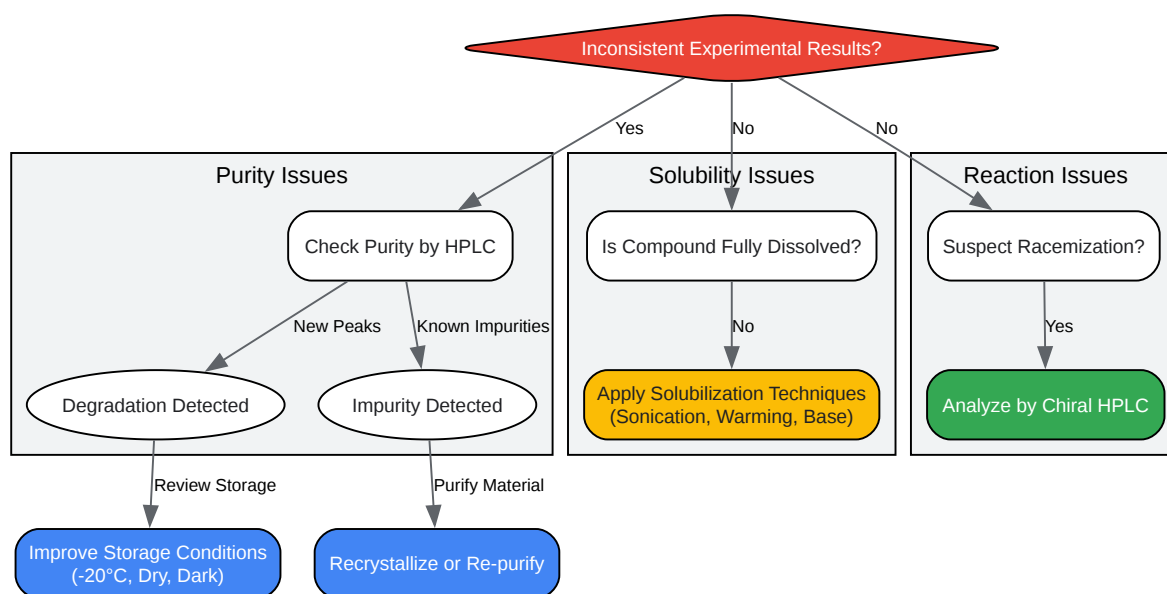 Inconsistent Experimental Results?
Yes
No
No
Purity Issues
Solubility Issues
Reaction Issues
Check Purity by HPLC
Is Compound Fully Dissolved?
Suspect Racemization?
New Peaks
Known Impurities
No
Yes
Degradation Detected
Impurity Detected
Apply Solubilization Techniques
(Sonication, Warming, Base)
Analyze by Chiral HPLC
Review Storage
Purify Material
Improve Storage Conditions
(-20°C, Dry, Dark)
Recrystallize or Re-purify